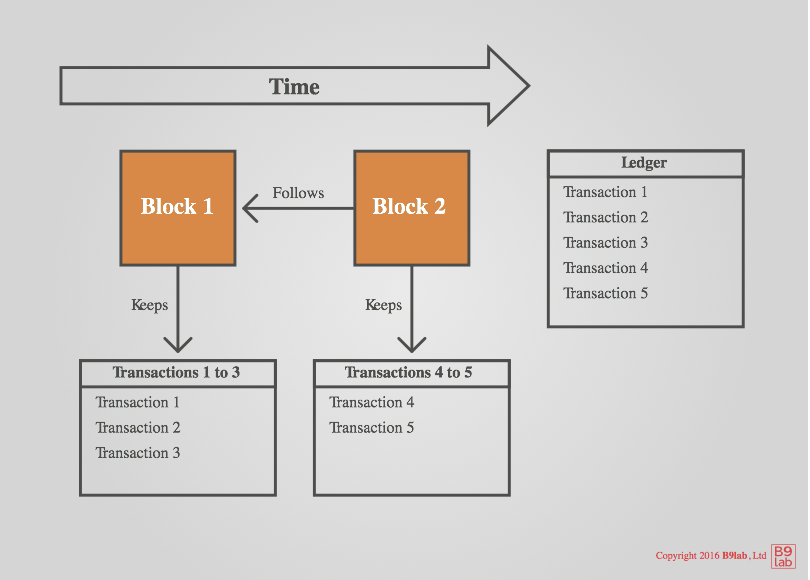 Time
Block 1
Follows
Block 2
Keeps
Keeps
Transactions 1 to 3
Transaction 1
Transaction 2
Transaction 3
Transactions 4 to 5
Transaction 4
Transaction 5
Ledger
Transaction 1
Transaction 2
Transaction 3
Transaction 4
Transaction 5
Copyright 2016 B9lab, Ltd
B9
lab